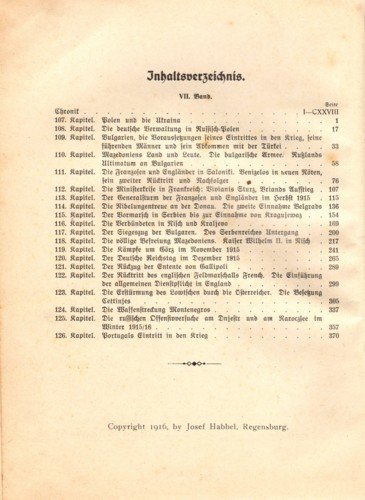 Inhaltsverzeichnis.
VII. Band.
Seite
Chronik . . . I—CXXVIII
107. Kapitel. Polen und die Ukraina . . . 1
108. Kapitel. Die deutsche Verwaltung in Russisch-Polen . . . 17
109. Kapitel. Bulgarien, die Voraussetzungen seines Eintrittes in den Krieg, seine
führenden Männer und sein Abkommen mit der Türkei . . . 33
110. Kapitel. Mazedoniens Land und Leute. Die bulgarische Armee. Rußlands
Ultimatum an Bulgarien . . . 58
111. Kapitel. Die Franzosen und Engländer in Saloniki. Venizelos in neuen Nöten,
sein zweiter Rücktritt und Nachfolger . . . 76
112. Kapitel. Die Ministerkrise in Frankreich: Vivianis Sturz, Briands Aufstieg . 107
113. Kapitel. Der Generalsturm der Franzosen und Engländer im Herbst 1915 . 115
114. Kapitel. Die Nibelungentreue an der Donau. Die zweite Einnahme Belgrads 136
115. Kapitel. Der Vormarsch in Serbien bis zur Einnahme von Kragujevaz . 154
116. Kapitel. Die Verbündeten in Nisch und Kraljevo . . . 169
117. Kapitel. Der Siegeszug der Bulgaren. Des Serbenreiches Untergang . 200
118. Kapitel. Die völlige Befreiung Mazedoniens. Kaiser Wilhelm II. in Nisch . 217
119. Kapitel. Die Kämpfe um Görz im November 1915 . . . 241
120. Kapitel. Der Deutsche Reichstag im Dezember 1915 . . . 265
121. Kapitel. Der Rückzug der Entente von Gallipoli . . . 289
122. Kapitel. Der Rücktritt des englischen Feldmarschalls French. Die Einführung
der allgemeinen Dienstpflicht in England . . . 299
123. Kapitel. Die Erstürmung des Lowtschen durch die Österreicher. Die Besetzung
Cettinjes . . . 305
124. Kapitel. Die Waffenstreckung Montenegros . . . 337
125. Kapitel. Die russischen Offensivversuche am Dnjestr und am Naroczsee im
Winter 1915/16 . . . 357
126. Kapitel. Portugals Eintritt in den Krieg . . . 370
Copyright 1916, by Josef Habbel, Regensburg.